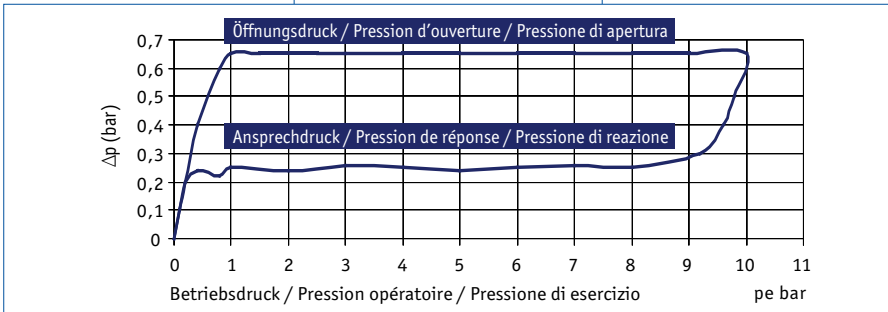 Öffnungsdruck / Pression d'ouverture / Pressione di apertura
0,7
0,6
0,5
0,4
0,3
0,2
0,1
0
Δp (bar)
Ansprechdruck / Pression de réponse / Pressione di reazione
0 1 2 3 4 5 6 7 8 9 10 11
Betriebsdruck / Pression opératoire / Pressione di esercizio pe bar